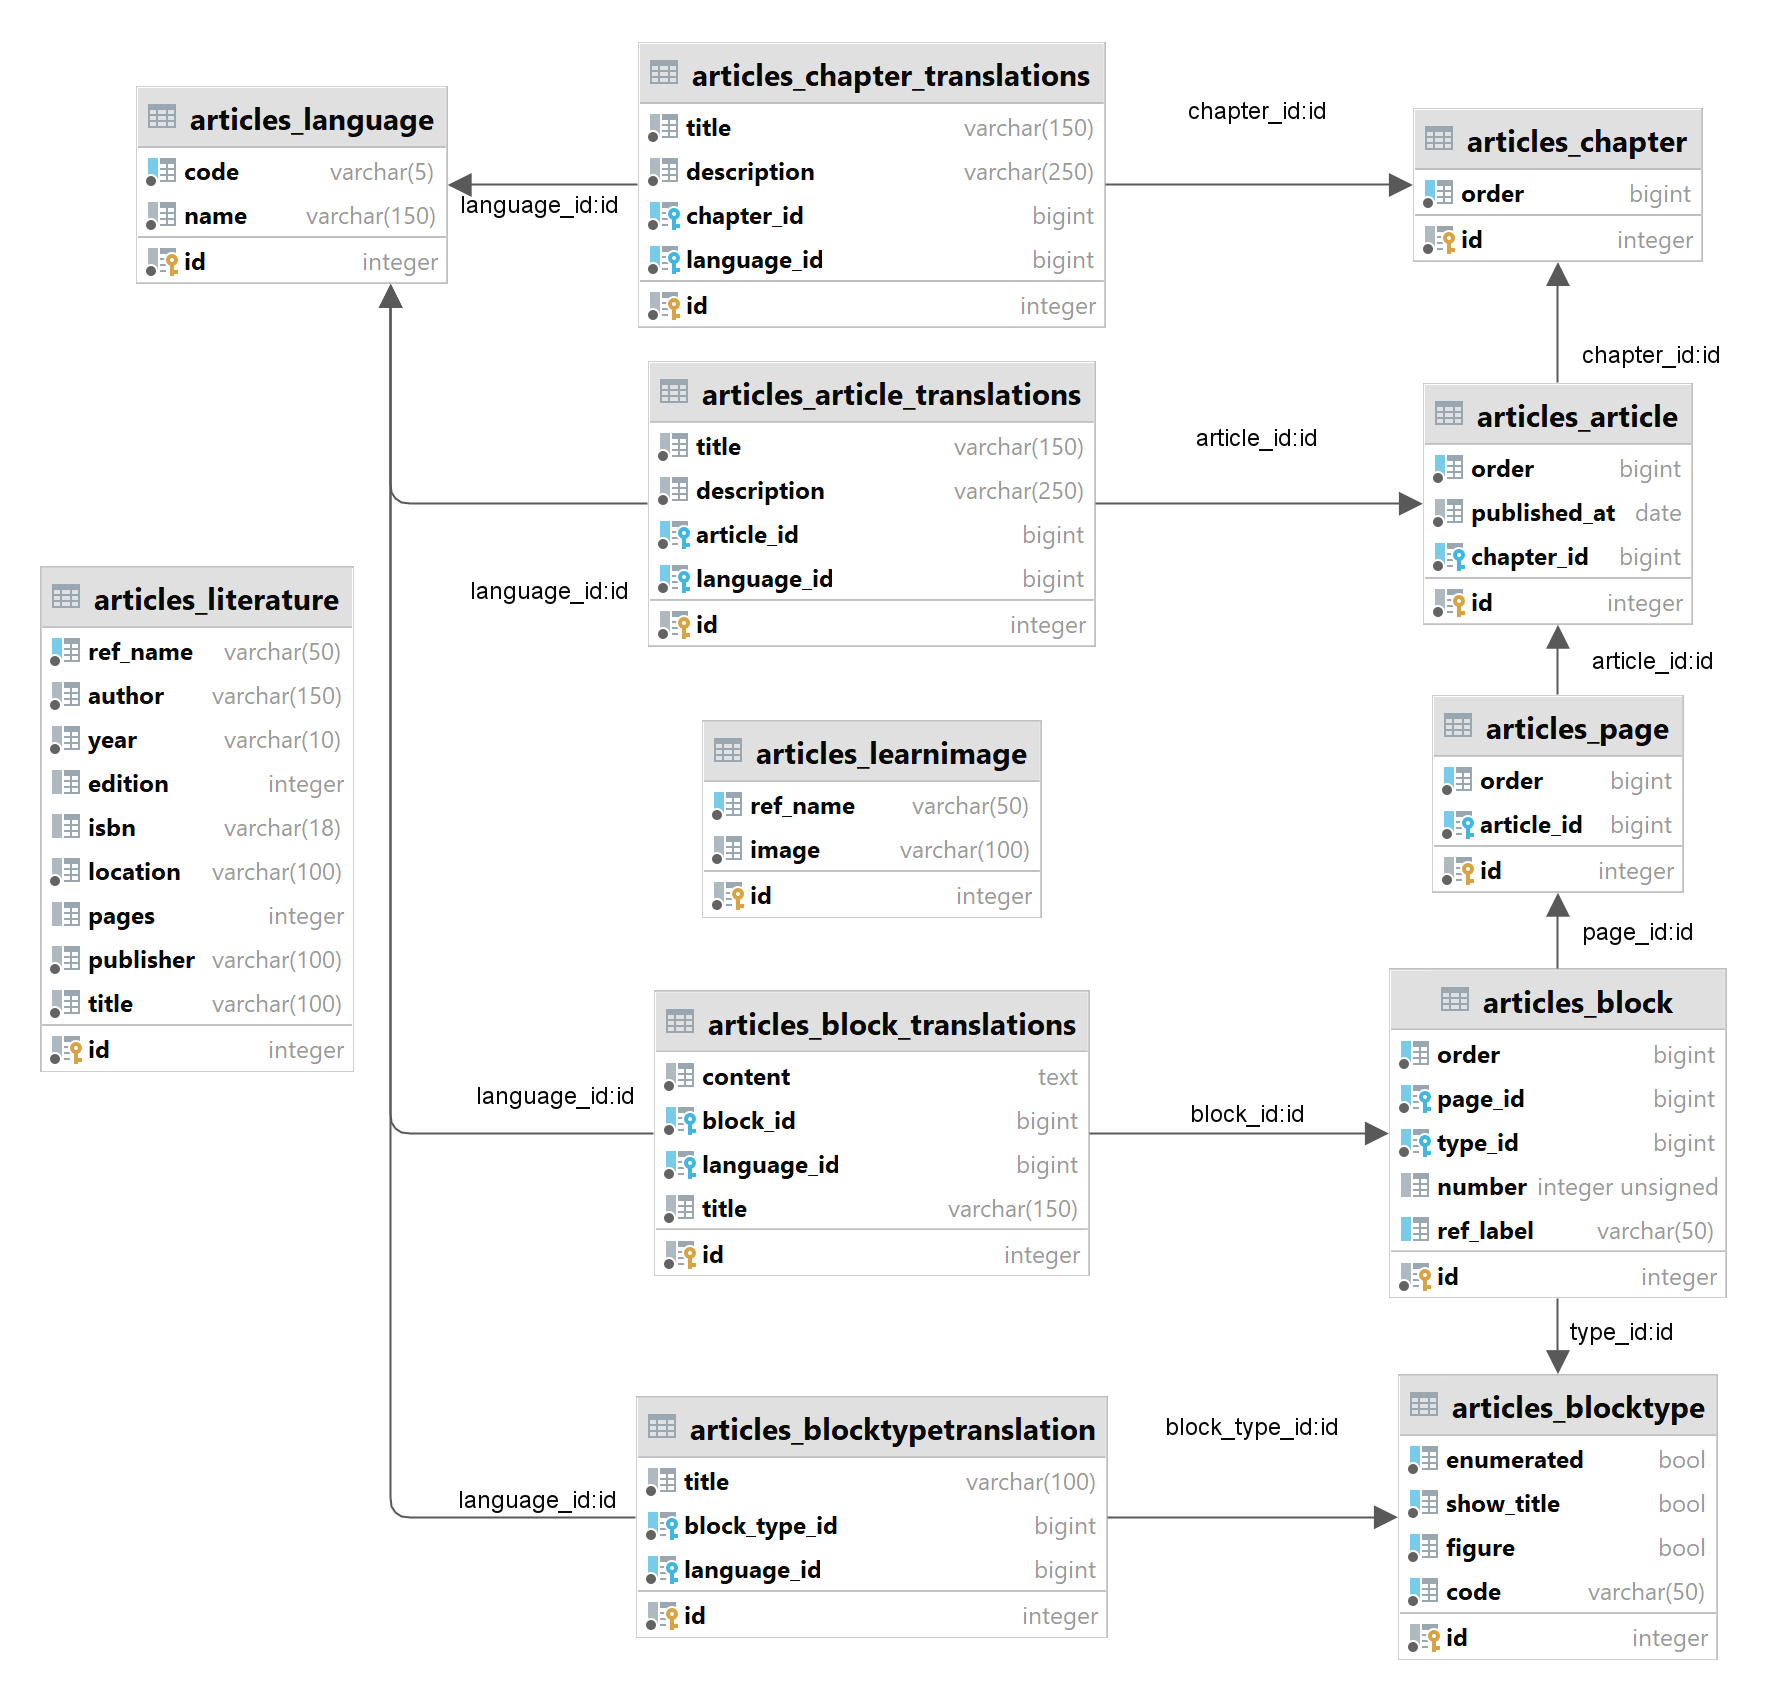 articles_language
code varchar(5)
name varchar(150)
id integer
language_id:id
articles_chapter_translations
title varchar(150)
description varchar(250)
chapter_id bigint
language_id bigint
id integer
chapter_id:id
articles_chapter
order bigint
id integer
chapter_id:id
articles_article_translations
title varchar(150)
description varchar(250)
article_id bigint
language_id bigint
id integer
language_id:id
article_id:id
articles_article
order bigint
published_at date
chapter_id bigint
id integer
article_id:id
articles_literature
ref_name varchar(50)
author varchar(150)
year varchar(10)
edition integer
isbn varchar(18)
location varchar(100)
pages integer
publisher varchar(100)
title varchar(100)
id integer
articles_learnimage
ref_name varchar(50)
image varchar(100)
id integer
articles_page
order bigint
article_id bigint
id integer
page_id:id
articles_block_translations
content text
block_id bigint
language_id bigint
title varchar(150)
id integer
language_id:id
block_id:id
articles_block
order bigint
page_id bigint
type_id bigint
number integer unsigned
ref_label varchar(50)
id integer
type_id:id
articles_blocktypetranslation
title varchar(100)
block_type_id bigint
language_id bigint
id integer
language_id:id
block_type_id:id
articles_blocktype
enumerated bool
show_title bool
figure bool
code varchar(50)
id integer